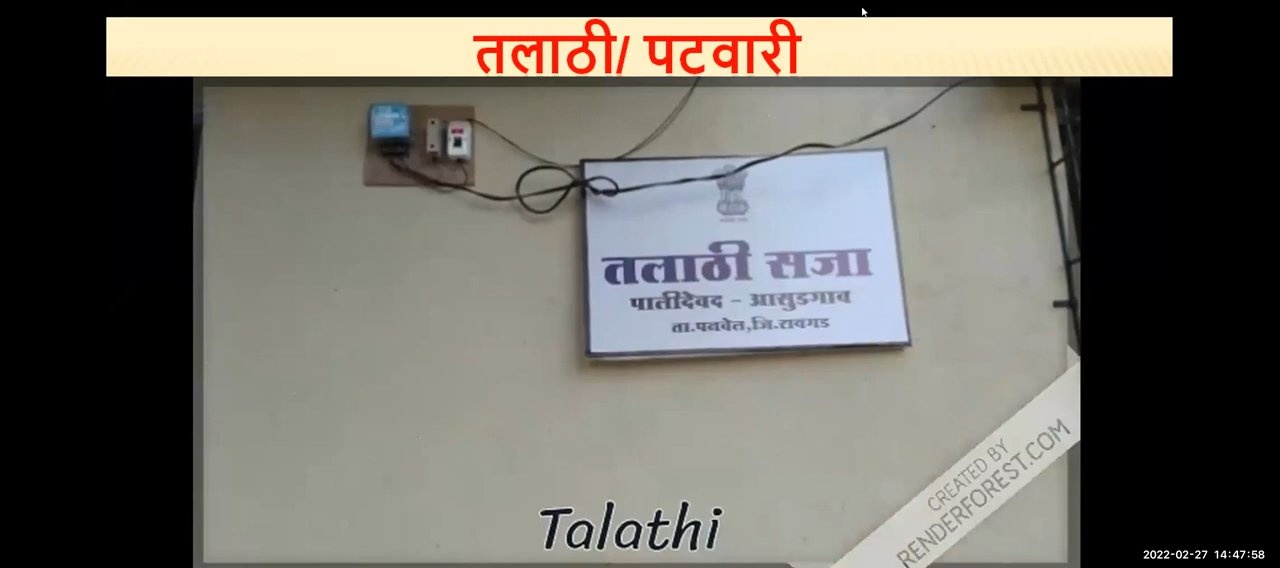 तलाठी/ पटवारी
तलाठी सजा
पालीदेवद - आसुडगाव
ता.पनवेल,जि.रायगड
Talathi
CREATED BY
RENDERFOREST.COM
2022-02-27 14:47:58